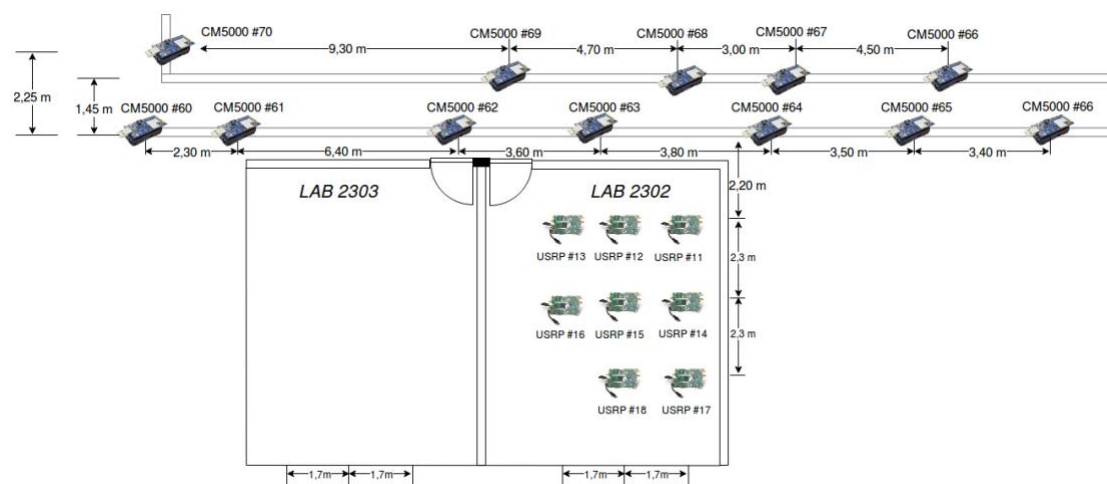 CM5000 #70
CM5000 #69
CM5000 #68
CM5000 #67
CM5000 #66
9,30 m
4,70 m
3,00 m
4,50 m
2,25 m
1,45 m
CM5000 #60
CM5000 #61
CM5000 #62
CM5000 #63
CM5000 #64
CM5000 #65
CM5000 #66
2,30 m
6,40 m
3,60 m
3,80 m
3,50 m
3,40 m
LAB 2303
LAB 2302
2,20 m
USRP #13
USRP #12
USRP #11
2,3 m
USRP #16
USRP #15
USRP #14
2,3 m
USRP #18
USRP #17
1,7m
1,7m
1,7m
1,7m